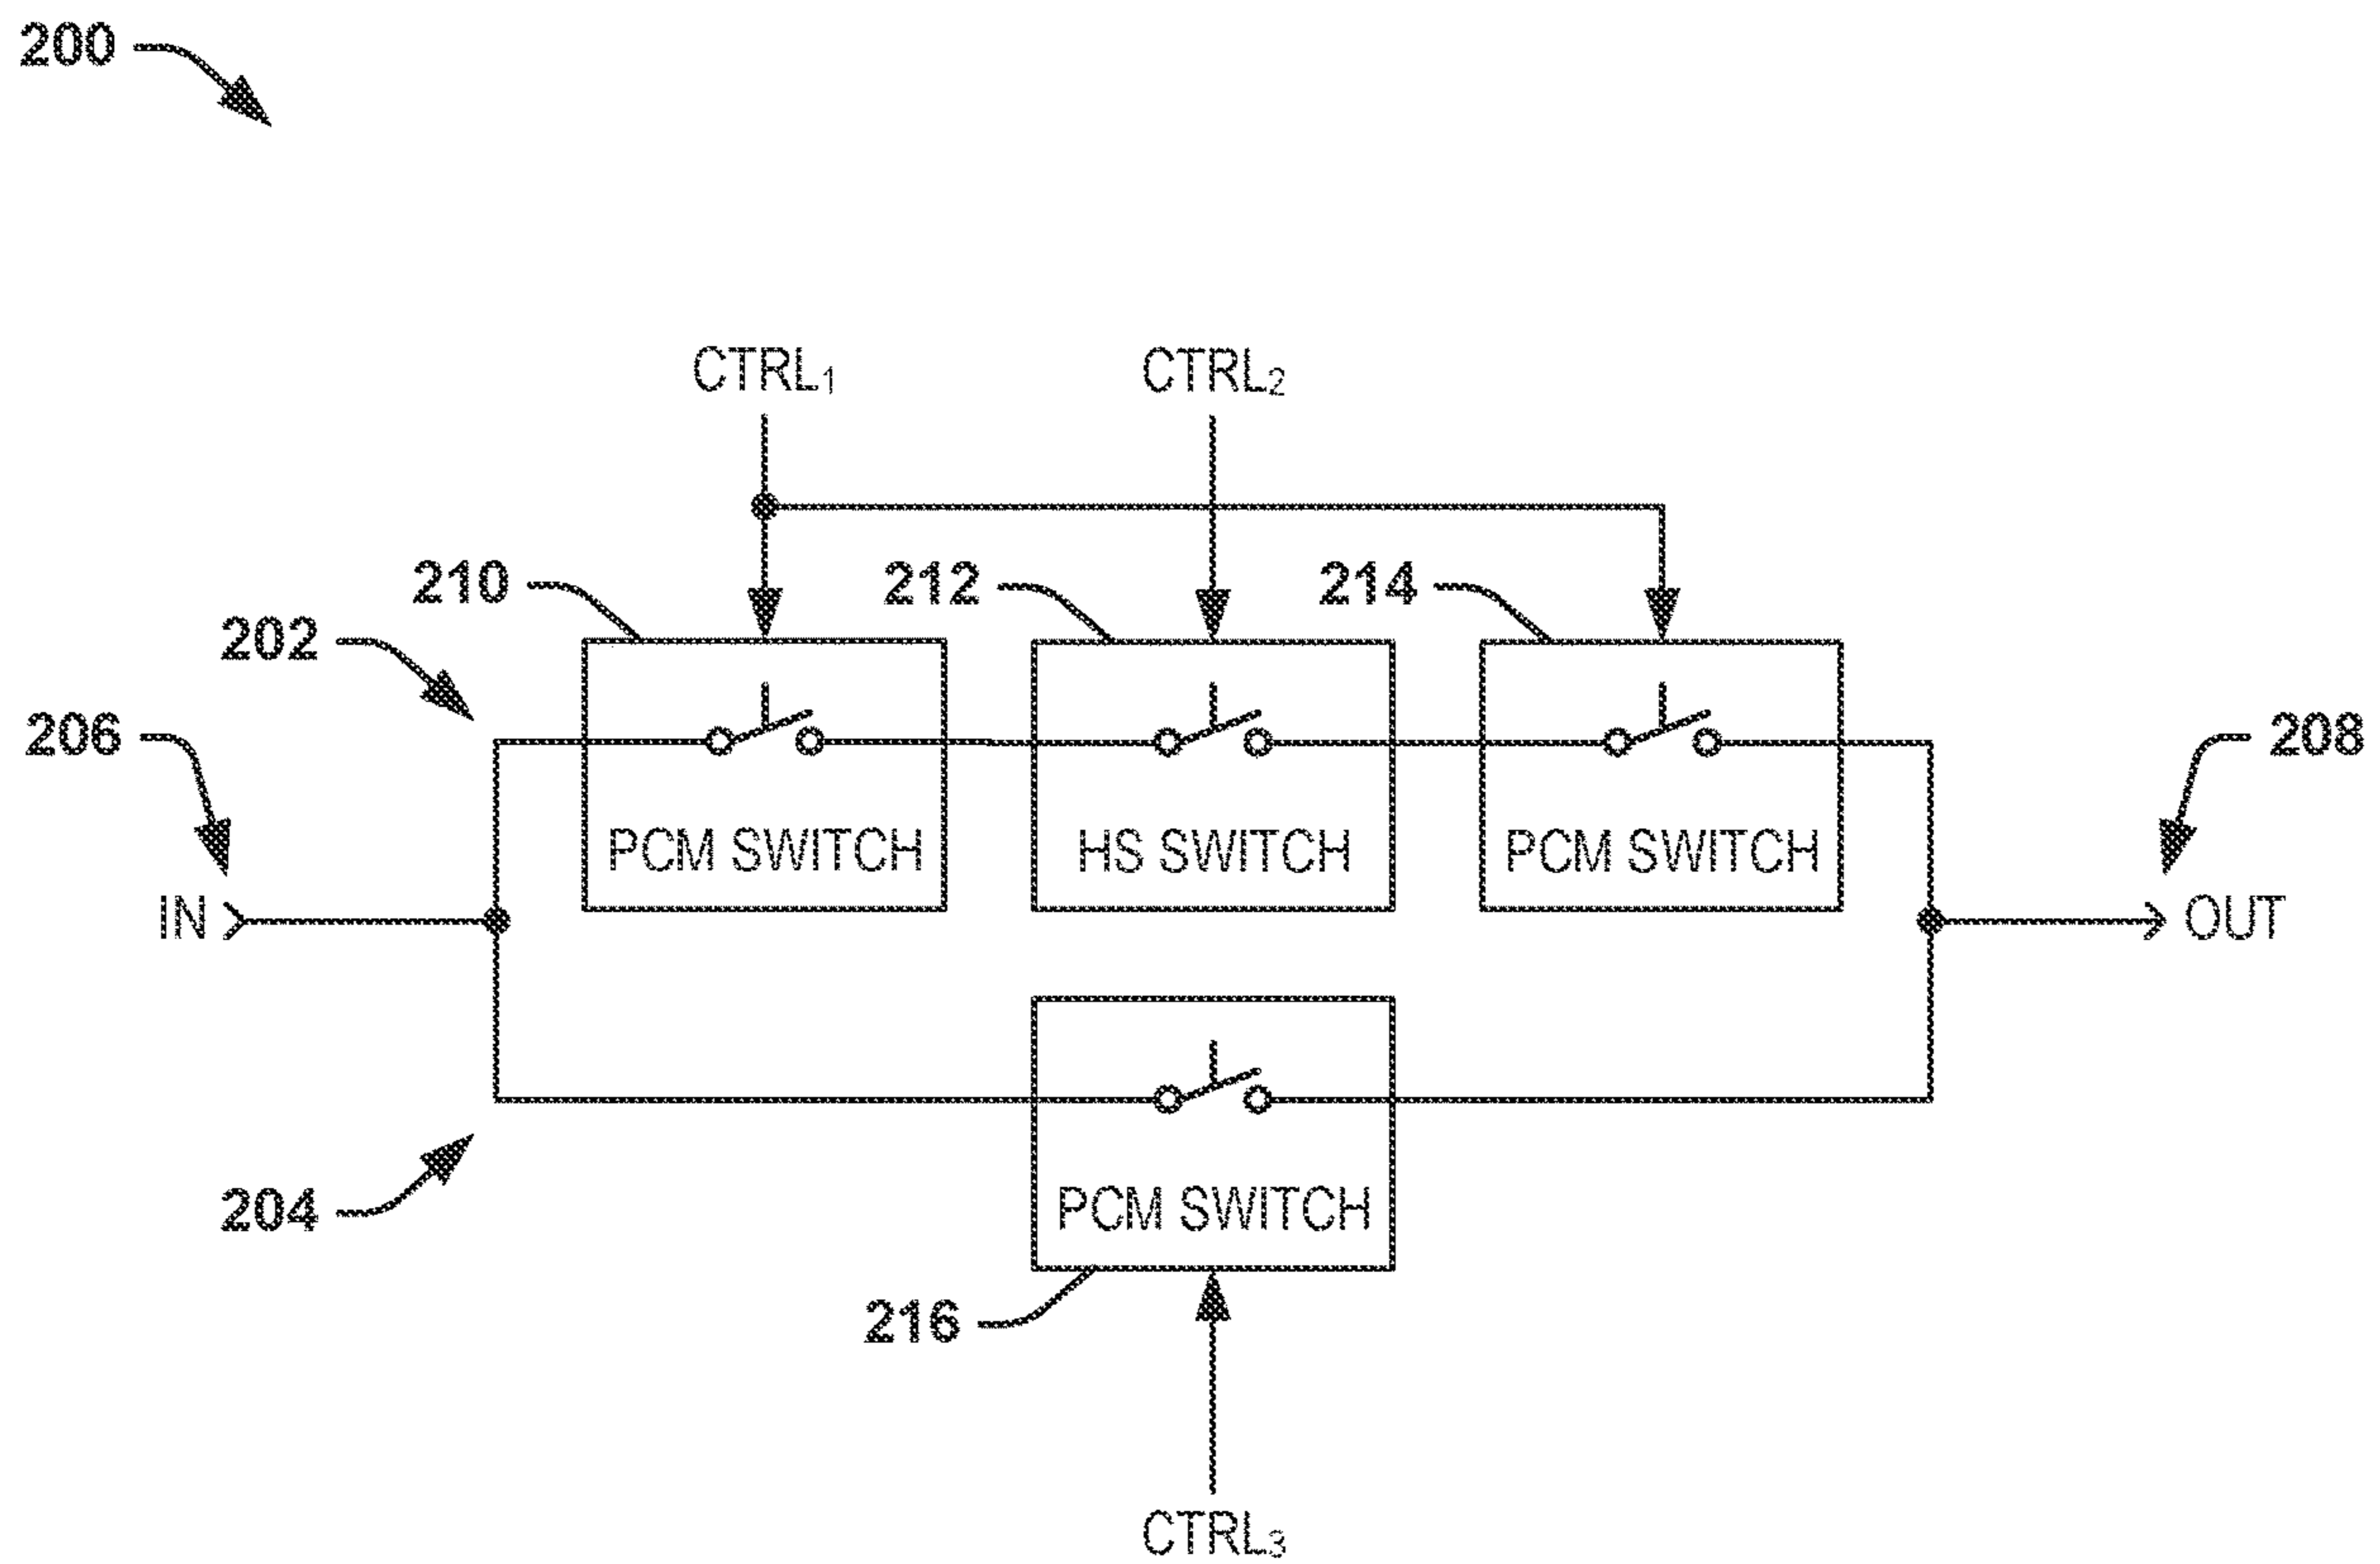 200
CTRL1 CTRL2
210 212 214
202
206 208
PCM SWITCH HS SWITCH PCM SWITCH
IN OUT
PCM SWITCH
204
216
CTRL3